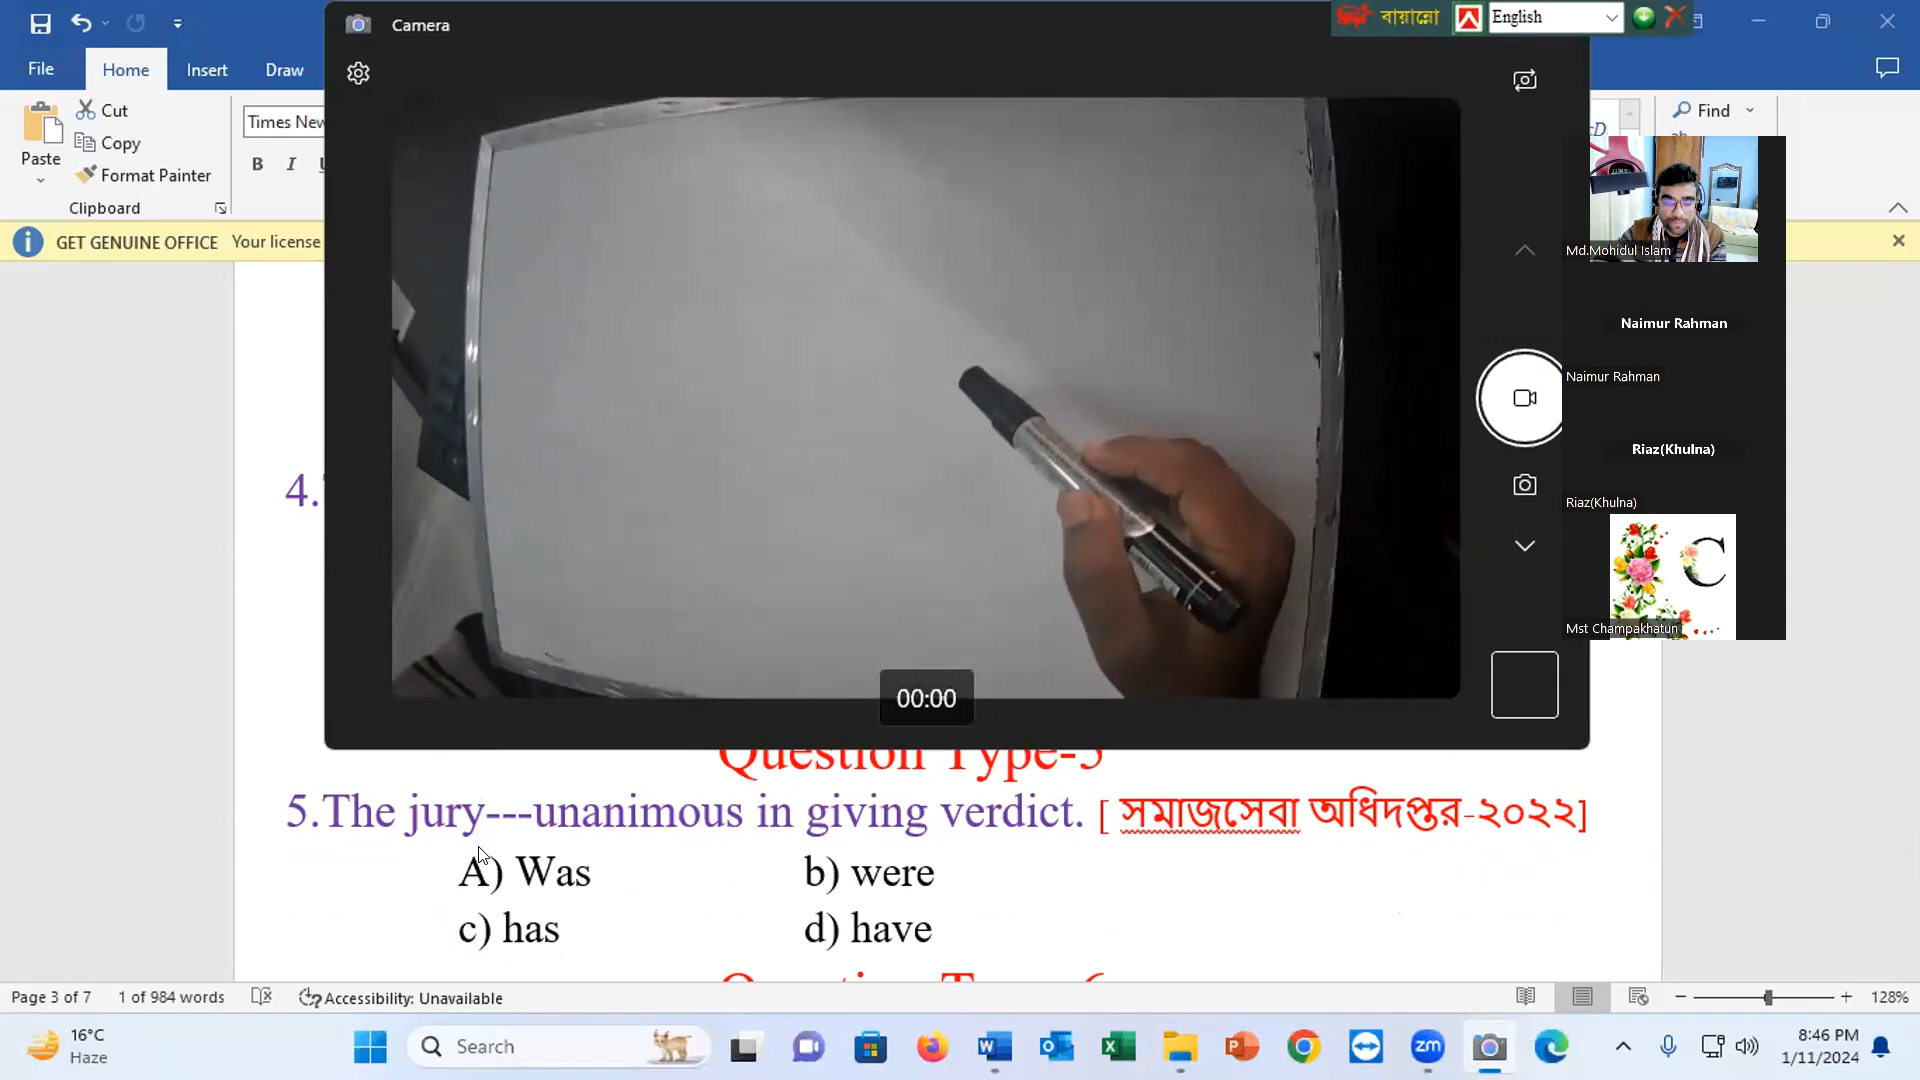 Camera
বায়ান্নো
English
File
Home
Insert
Draw
Cut
Copy
Paste
Format Painter
Clipboard
Times New
B I U
Find
GET GENUINE OFFICE Your license
Md.Mohidul Islam
Naimur Rahman
Naimur Rahman
Riaz(Khulna)
Riaz(Khulna)
C
Mst Champakhatun
4.
00:00
Question Type-5
5.The jury---unanimous in giving verdict. [ সমাজসেবা অধিদপ্তর-২০২২]
A) Was b) were
c) has d) have
Page 3 of 7 1 of 984 words Accessibility: Unavailable 128%
16°C
Haze
Search
8:46 PM
1/11/2024